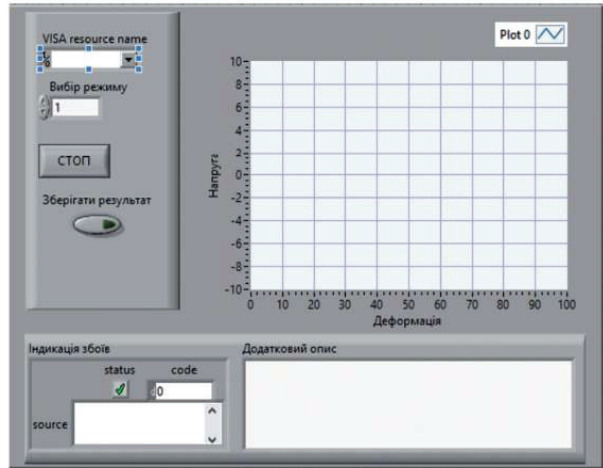 VISA resource name
Вибір режиму
1
СТОП
Зберігати результат
Plot 0
Напруга
10
8
6
4
2
0
-2
-4
-6
-8
-10
0 10 20 30 40 50 60 70 80 90 100
Деформація
Індикація збоїв
status code
0
source
Додатковий опис